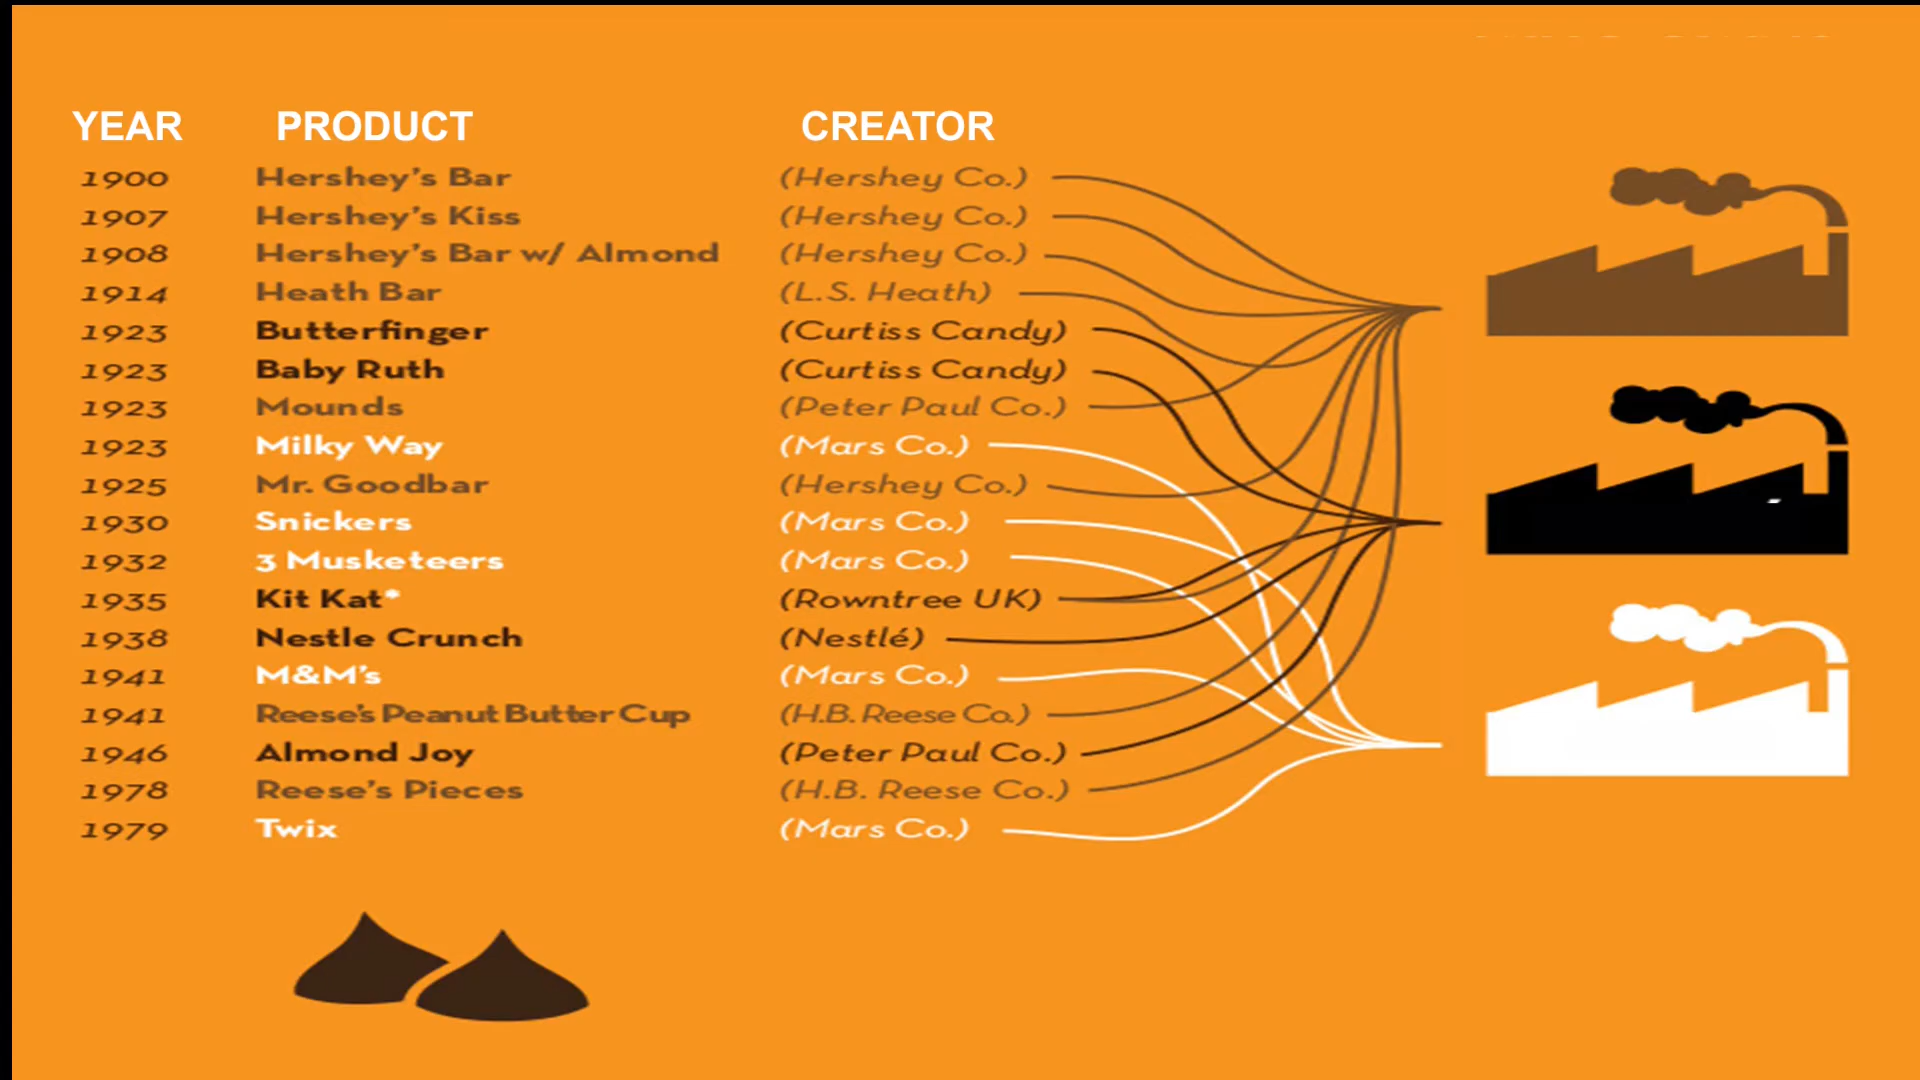 YEAR PRODUCT CREATOR
1900 Hershey's Bar (Hershey Co.)
1907 Hershey's Kiss (Hershey Co.)
1908 Hershey's Bar w/ Almond (Hershey Co.)
1914 Heath Bar (L.S. Heath)
1923 Butterfinger (Curtiss Candy)
1923 Baby Ruth (Curtiss Candy)
1923 Mounds (Peter Paul Co.)
1923 Milky Way (Mars Co.)
1925 Mr. Goodbar (Hershey Co.)
1930 Snickers (Mars Co.)
1932 3 Musketeers (Mars Co.)
1935 Kit Kat* (Rowntree UK)
1938 Nestle Crunch (Nestlé)
1941 M&M's (Mars Co.)
1941 Reese's Peanut Butter Cup (H.B. Reese Co.)
1946 Almond Joy (Peter Paul Co.)
1978 Reese's Pieces (H.B. Reese Co.)
1979 Twix (Mars Co.)